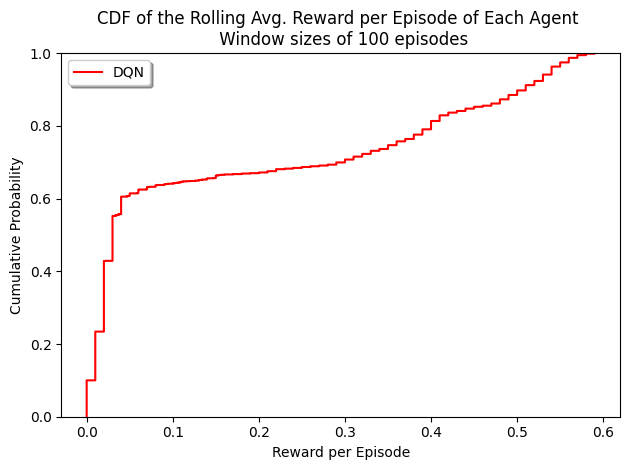 CDF of the Rolling Avg. Reward per Episode of Each Agent
Window sizes of 100 episodes
DQN
Cumulative Probability
1.0
0.8
0.6
0.4
0.2
0.0
0.0 0.1 0.2 0.3 0.4 0.5 0.6
Reward per Episode